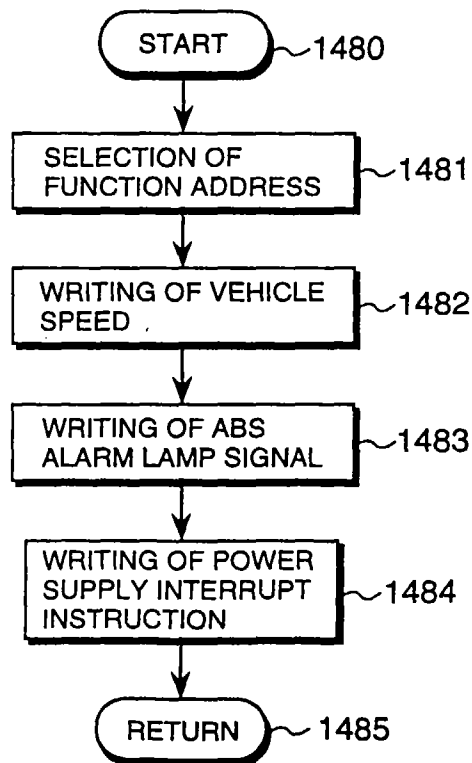 START
1480
SELECTION OF
FUNCTION ADDRESS
1481
WRITING OF VEHICLE
SPEED
1482
WRITING OF ABS
ALARM LAMP SIGNAL
1483
WRITING OF POWER
SUPPLY INTERRUPT
INSTRUCTION
1484
RETURN
1485